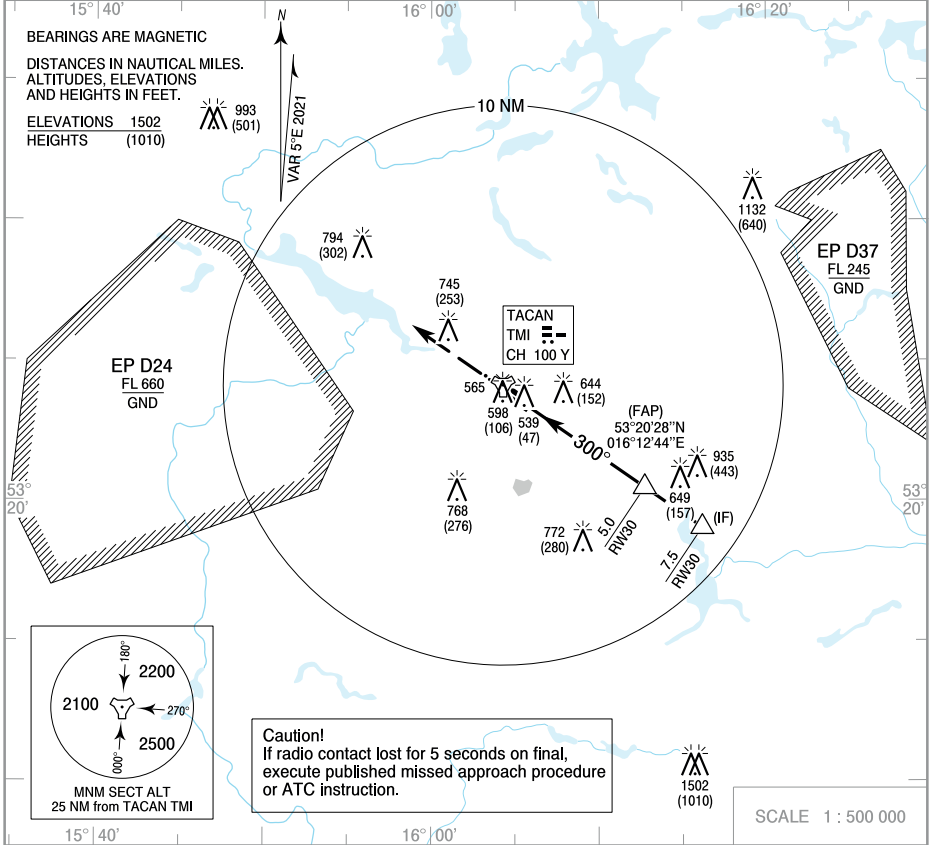 15° 40'
16° 00'
16° 20'
BEARINGS ARE MAGNETIC
DISTANCES IN NAUTICAL MILES.
ALTITUDES, ELEVATIONS
AND HEIGHTS IN FEET.
ELEVATIONS 1502
HEIGHTS (1010)
993
(501)
N
VAR 5°E 2021
10 NM
1132
(640)
EP D37
FL 245
GND
794
(302)
745
(253)
TACAN
TMI
CH 100 Y
EP D24
FL 660
GND
565
598
(106)
539
(47)
644
(152)
300°
(FAP)
53°20'28"N
016°12'44"E
935
(443)
649
(157)
(IF)
53°
20'
53°
20'
768
(276)
772
(280)
5.0
RW30
7.5
RW30
180°
2200
2100
270°
000°
2500
MNM SECT ALT
25 NM from TACAN TMI
Caution!
If radio contact lost for 5 seconds on final,
execute published missed approach procedure
or ATC instruction.
1502
(1010)
SCALE 1 : 500 000
15° 40'
16° 00'